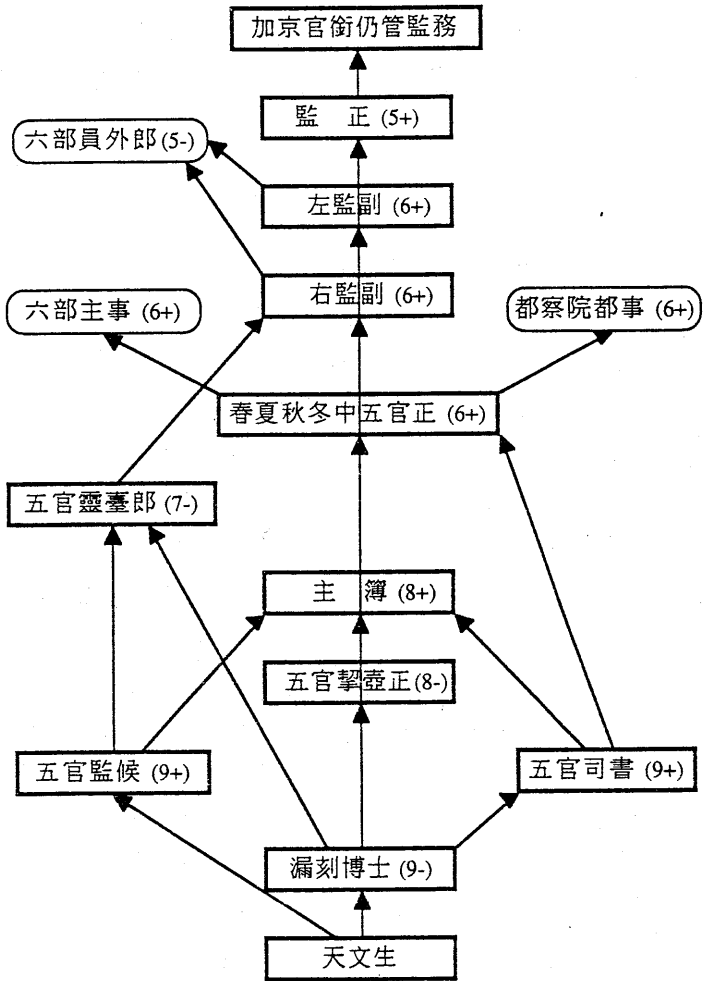 加京官銜仍管監務
監 正 (5+)
六部員外郎 (5-)
左監副 (6+)
右監副 (6+)
六部主事 (6+)
都察院都事 (6+)
春夏秋冬中五官正 (6+)
五官靈臺郎 (7-)
主 簿 (8+)
五官挈壺正 (8-)
五官監候 (9+)
五官司書 (9+)
漏刻博士 (9-)
天文生